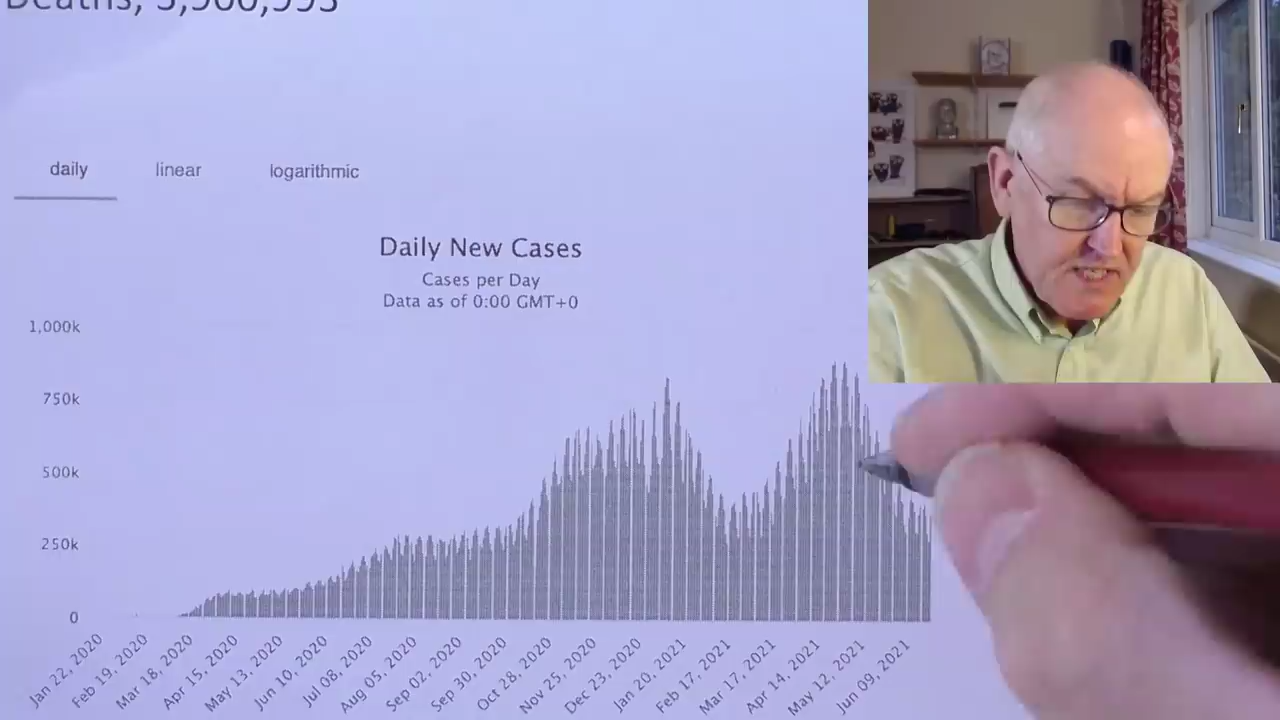 Deaths, 3,900,993
daily
linear
logarithmic
Daily New Cases
Cases per Day
Data as of 0:00 GMT+0
1,000k
750k
500k
250k
0
Jan 22, 2020
Feb 19, 2020
Mar 18, 2020
Apr 15, 2020
May 13, 2020
Jun 10, 2020
Jul 08, 2020
Aug 05, 2020
Sep 02, 2020
Sep 30, 2020
Oct 28, 2020
Nov 25, 2020
Dec 23, 2020
Jan 20, 2021
Feb 17, 2021
Mar 17, 2021
Apr 14, 2021
May 12, 2021
Jun 09, 2021